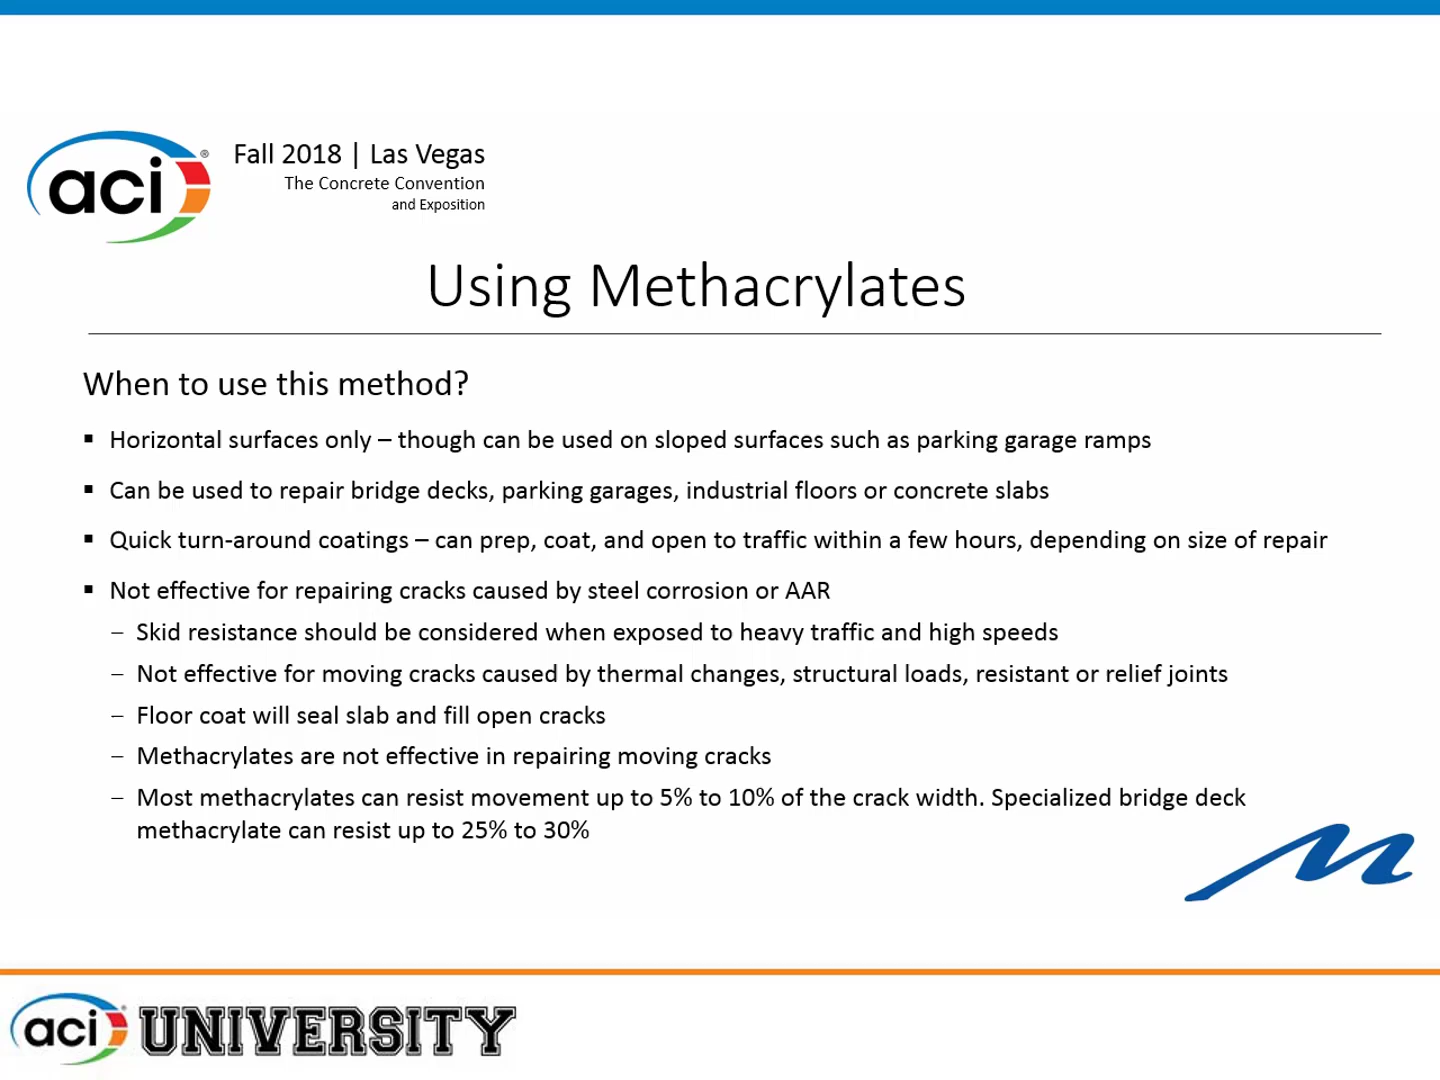 aci®
Fall 2018 | Las Vegas
The Concrete Convention
and Exposition
Using Methacrylates
When to use this method?
▪ Horizontal surfaces only – though can be used on sloped surfaces such as parking garage ramps
▪ Can be used to repair bridge decks, parking garages, industrial floors or concrete slabs
▪ Quick turn-around coatings – can prep, coat, and open to traffic within a few hours, depending on size of repair
▪ Not effective for repairing cracks caused by steel corrosion or AAR
– Skid resistance should be considered when exposed to heavy traffic and high speeds
– Not effective for moving cracks caused by thermal changes, structural loads, resistant or relief joints
– Floor coat will seal slab and fill open cracks
– Methacrylates are not effective in repairing moving cracks
– Most methacrylates can resist movement up to 5% to 10% of the crack width. Specialized bridge deck
methacrylate can resist up to 25% to 30%
aci UNIVERSITY